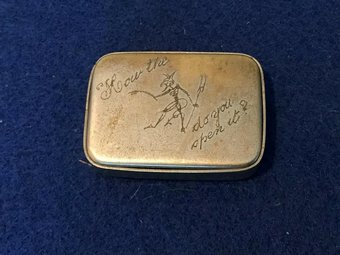 How the
do you
open it?